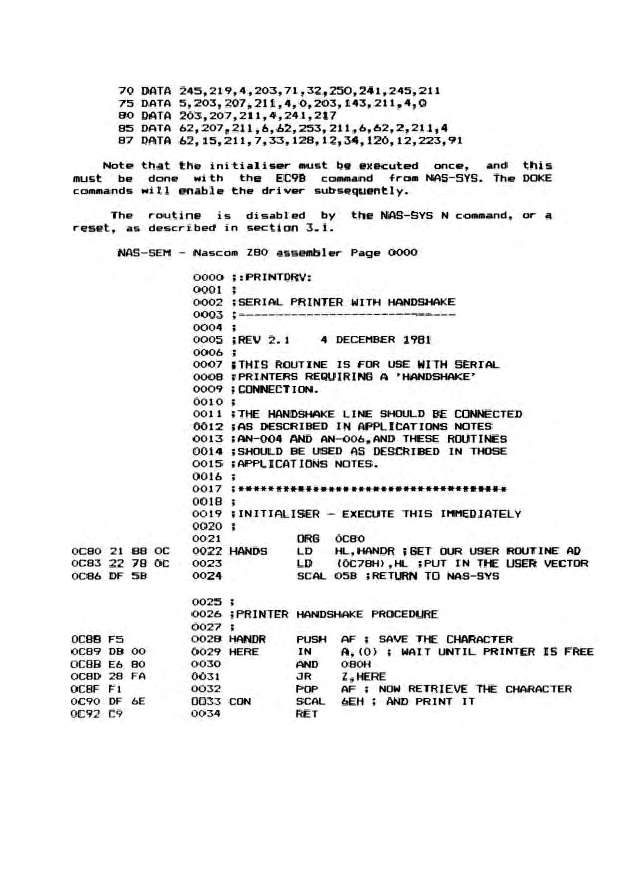 70 DATA 245,219,4,203,71,32,250,241,245,211
75 DATA 5,203,207,211,4,0,203,143,211,4,0
80 DATA 203,207,211,4,241,217
85 DATA 62,207,211,6,62,253,211,6,62,2,211,4
87 DATA 62,15,211,7,33,128,12,34,120,12,223,91
Note that the initialiser must be executed once, and this
must be done with the EC9B command from NAS-SYS. The DOKE
commands will enable the driver subsequently.
The routine is disabled by the NAS-SYS N command, or a
reset, as described in section 3.1.
NAS-SEM - Nascom Z80 assembler Page 0000
0000 ;:PRINTDRV:
0001 ;
0002 ;SERIAL PRINTER WITH HANDSHAKE
0003 ;-----------------------------
0004 ;
0005 ;REV 2.1 4 DECEMBER 1981
0006 ;
0007 ;THIS ROUTINE IS FOR USE WITH SERIAL
0008 ;PRINTERS REQUIRING A 'HANDSHAKE'
0009 ;CONNECTION.
0010 ;
0011 ;THE HANDSHAKE LINE SHOULD BE CONNECTED
0012 ;AS DESCRIBED IN APPLICATIONS NOTES
0013 ;AN-004 AND AN-006,AND THESE ROUTINES
0014 ;SHOULD BE USED AS DESCRIBED IN THOSE
0015 ;APPLICATIONS NOTES.
0016 ;
0017 ;************************************
0018 ;
0019 ;INITIALISER - EXECUTE THIS IMMEDIATELY
0020 ;
0021 ORG 0C80
0C80 21 88 0C 0022 HANDS LD HL,HANDR ;GET OUR USER ROUTINE AD
0C83 22 78 0C 0023 LD (0C78H),HL ;PUT IN THE USER VECTOR
0C86 DF 5B 0024 SCAL 05B ;RETURN TO NAS-SYS
0025 ;
0026 ;PRINTER HANDSHAKE PROCEDURE
0027 ;
0C88 F5 0028 HANDR PUSH AF ; SAVE THE CHARACTER
0C89 DB 00 0029 HERE IN A,(0) ; WAIT UNTIL PRINTER IS FREE
0C8B E6 80 0030 AND 080H
0C8D 28 FA 0031 JR Z,HERE
0C8F F1 0032 POP AF ; NOW RETRIEVE THE CHARACTER
0C90 DF 6E 0033 CON SCAL 6EH ; AND PRINT IT
0C92 C9 0034 RET